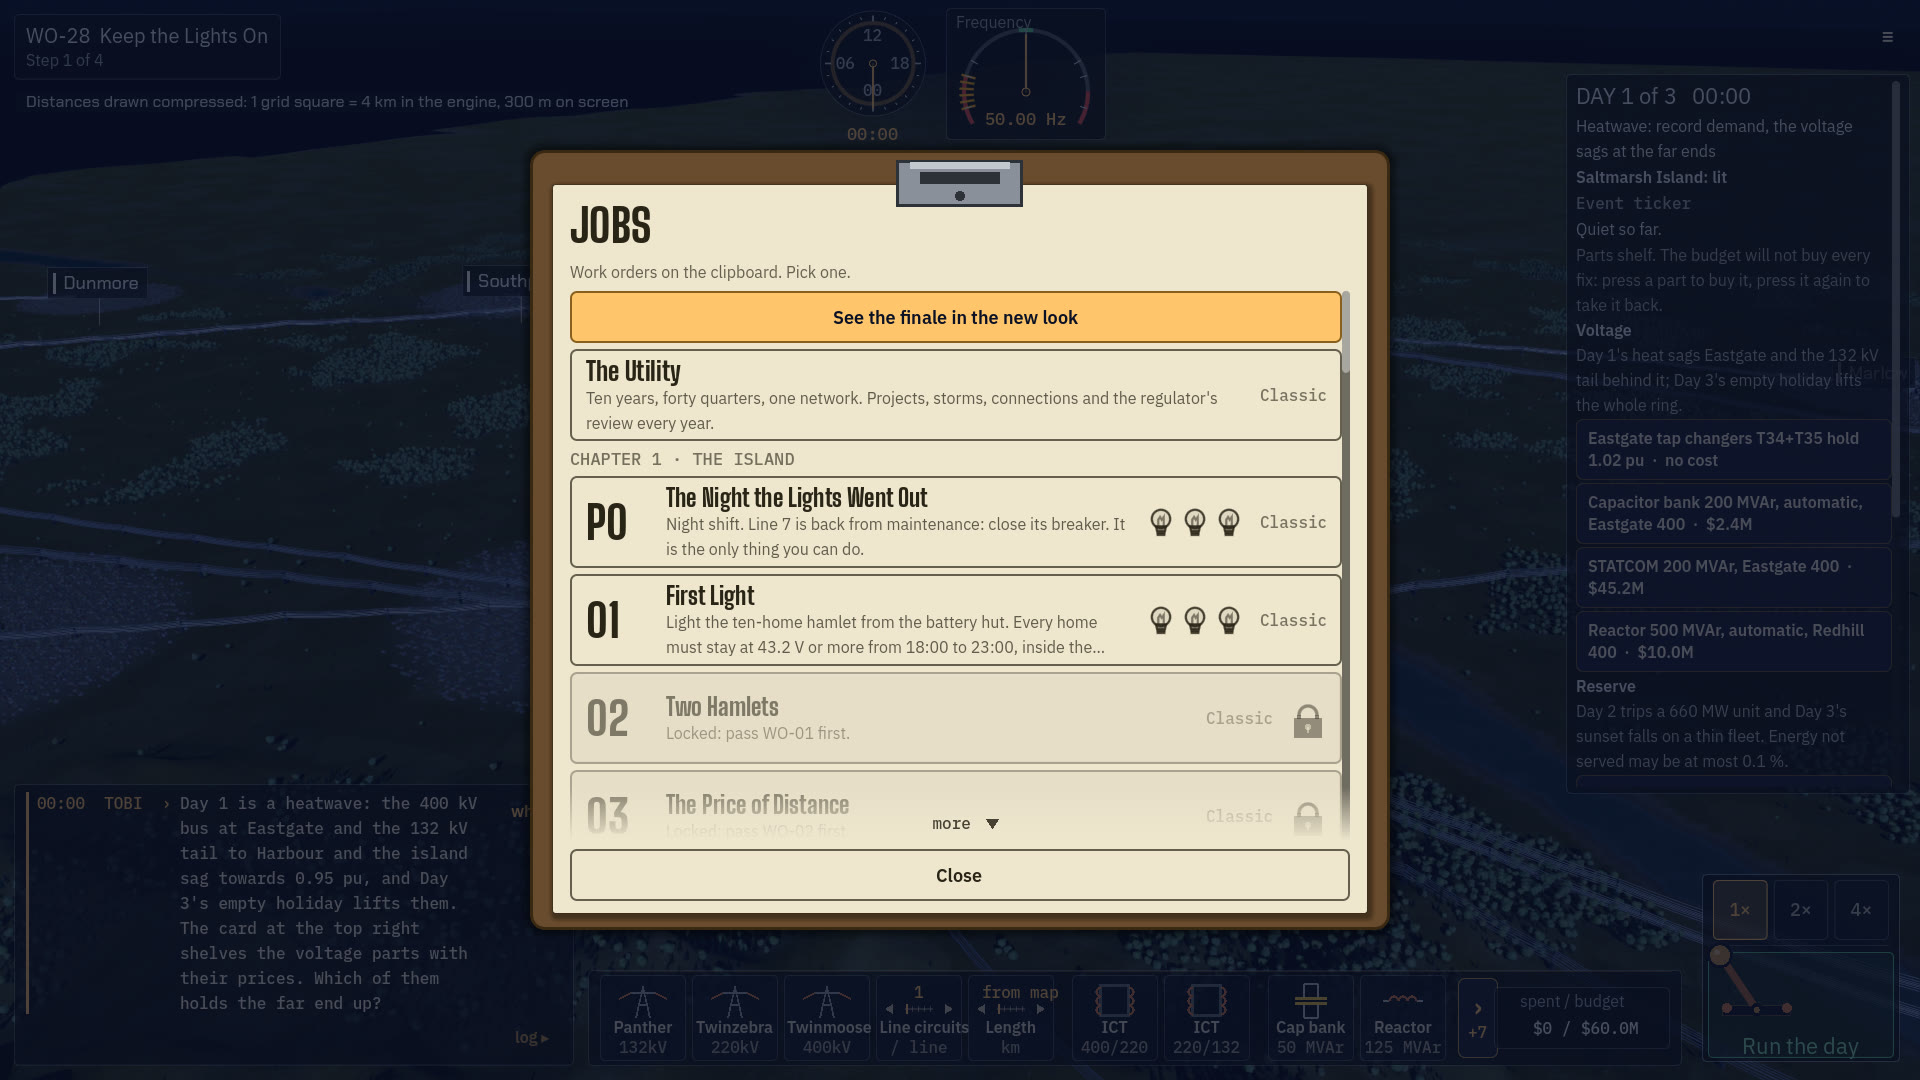 WO-28 Keep the Lights On
Step 1 of 4
Distances drawn compressed: 1 grid square = 4 km in the engine, 300 m on screen
12
06
18
00
00:00
Frequency
50.00 Hz
≡
DAY 1 of 3 00:00
Heatwave: record demand, the voltage
sags at the far ends
Saltmarsh Island: lit
Event ticker
Quiet so far.
Parts shelf. The budget will not buy every
fix: press a part to buy it, press it again to
take it back.
Voltage
Day 1's heat sags Eastgate and the 132 kV
tail behind it; Day 3's empty holiday lifts
the whole ring.
Eastgate tap changers T34+T35 hold
1.02 pu · no cost
Capacitor bank 200 MVAr, automatic,
Eastgate 400 · $2.4M
STATCOM 200 MVAr, Eastgate 400 ·
$45.2M
Reactor 500 MVAr, automatic, Redhill
400 · $10.0M
Reserve
Day 2 trips a 660 MW unit and Day 3's
sunset falls on a thin fleet. Energy not
served may be at most 0.1 %.
Dunmore
South
Marlow
JOBS
Work orders on the clipboard. Pick one.
See the finale in the new look
The Utility
Ten years, forty quarters, one network. Projects, storms, connections and the regulator's
review every year.
Classic
CHAPTER 1 · THE ISLAND
P0
The Night the Lights Went Out
Night shift. Line 7 is back from maintenance: close its breaker. It
is the only thing you can do.
Classic
01
First Light
Light the ten-home hamlet from the battery hut. Every home
must stay at 43.2 V or more from 18:00 to 23:00, inside the...
Classic
02
Two Hamlets
Locked: pass WO-01 first.
Classic
03
The Price of Distance
Locked: pass WO-02 first.
Classic
more ▼
Close
00:00 TOBI › Day 1 is a heatwave: the 400 kV
bus at Eastgate and the 132 kV
tail to Harbour and the island
sag towards 0.95 pu, and Day
3's empty holiday lifts them.
The card at the top right
shelves the voltage parts with
their prices. Which of them
holds the far end up?
wh
log ▸
Panther
132kV
Twinzebra
220kV
Twinmoose
400kV
1
Line circuits
/ line
from map
Length
km
ICT
400/220
ICT
220/132
Cap bank
50 MVAr
Reactor
125 MVAr
›
+7
spent / budget
$0 / $60.0M
1×
2×
4×
Run the day